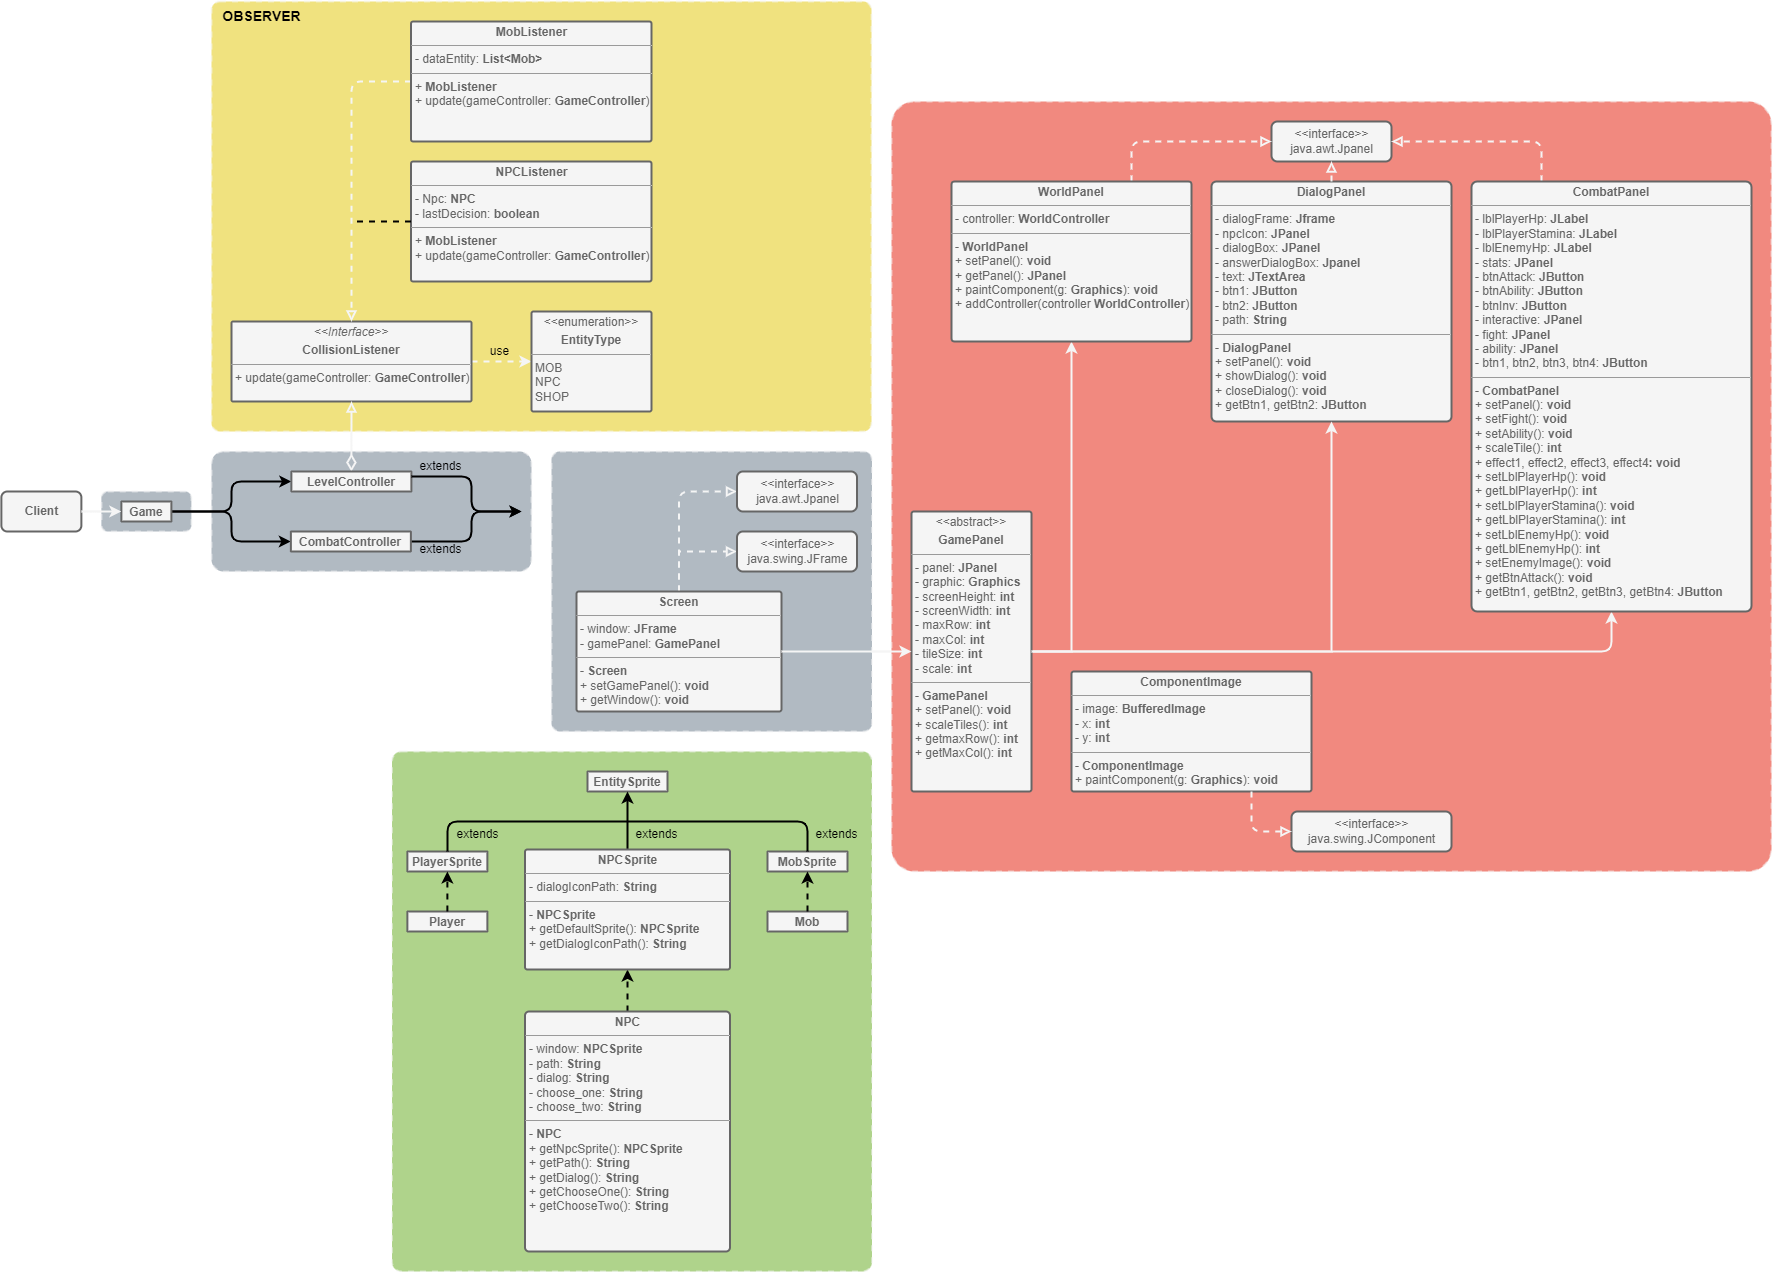 OBSERVER
MobListener
- dataEntity: List<Mob>
+ MobListener
+ update(gameController: GameController)
NPCListener
- Npc: NPC
- lastDecision: boolean
+ MobListener
+ update(gameController: GameController)
<<Interface>>
CollisionListener
+ update(gameController: GameController)
use
<<enumeration>>
EntityType
MOB
NPC
SHOP
Client
Game
LevelController
extends
CombatController
extends
<<interface>>
java.awt.Jpanel
<<interface>>
java.swing.JFrame
Screen
- window: JFrame
- gamePanel: GamePanel
- Screen
+ setGamePanel(): void
+ getWindow(): void
<<abstract>>
GamePanel
- panel: JPanel
- graphic: Graphics
- screenHeight: int
- screenWidth: int
- maxRow: int
- maxCol: int
- tileSize: int
- scale: int
- GamePanel
+ setPanel(): void
+ scaleTiles(): int
+ getmaxRow(): int
+ getMaxCol(): int
<<interface>>
java.awt.Jpanel
WorldPanel
- controller: WorldController
- WorldPanel
+ setPanel(): void
+ getPanel(): JPanel
+ paintComponent(g: Graphics): void
+ addController(controller WorldController)
DialogPanel
- dialogFrame: Jframe
- npcIcon: JPanel
- dialogBox: JPanel
- answerDialogBox: Jpanel
- text: JTextArea
- btn1: JButton
- btn2: JButton
- path: String
- DialogPanel
+ setPanel(): void
+ showDialog(): void
+ closeDialog(): void
+ getBtn1, getBtn2: JButton
CombatPanel
- lblPlayerHp: JLabel
- lblPlayerStamina: JLabel
- lblEnemyHp: JLabel
- stats: JPanel
- btnAttack: JButton
- btnAbility: JButton
- btnInv: JButton
- interactive: JPanel
- fight: JPanel
- ability: JPanel
- btn1, btn2, btn3, btn4: JButton
- CombatPanel
+ setPanel(): void
+ setFight(): void
+ setAbility(): void
+ scaleTile(): int
+ effect1, effect2, effect3, effect4: void
+ setLblPlayerHp(): void
+ getLblPlayerHp(): int
+ setLblPlayerStamina(): void
+ getLblPlayerStamina(): int
+ setLblEnemyHp(): void
+ getLblEnemyHp(): int
+ setEnemyImage(): void
+ getBtnAttack(): void
+ getBtn1, getBtn2, getBtn3, getBtn4: JButton
ComponentImage
- image: BufferedImage
- x: int
- y: int
- ComponentImage
+ paintComponent(g: Graphics): void
<<interface>>
java.swing.JComponent
EntitySprite
extends
extends
extends
PlayerSprite
Player
NPCSprite
- dialogIconPath: String
- NPCSprite
+ getDefaultSprite(): NPCSprite
+ getDialogIconPath(): String
MobSprite
Mob
NPC
- window: NPCSprite
- path: String
- dialog: String
- choose_one: String
- choose_two: String
- NPC
+ getNpcSprite(): NPCSprite
+ getPath(): String
+ getDialog(): String
+ getChooseOne(): String
+ getChooseTwo(): String